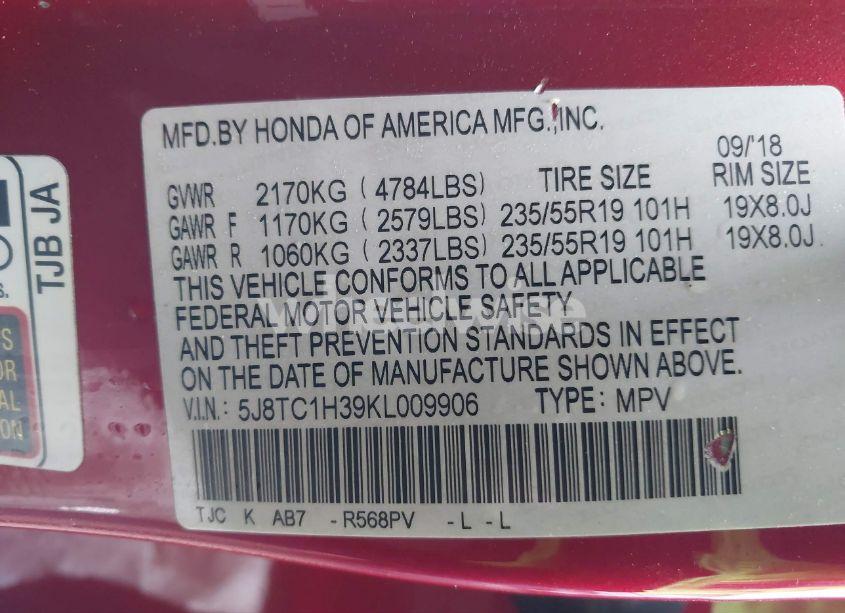 MFD.BY HONDA OF AMERICA MFG.,INC.
09/'18
GVWR 2170KG ( 4784LBS) TIRE SIZE RIM SIZE
GAWR F 1170KG ( 2579LBS) 235/55R19 101H 19X8.0J
GAWR R 1060KG ( 2337LBS) 235/55R19 101H 19X8.0J
THIS VEHICLE CONFORMS TO ALL APPLICABLE
FEDERAL MOTOR VEHICLE SAFETY
AND THEFT PREVENTION STANDARDS IN EFFECT
ON THE DATE OF MANUFACTURE SHOWN ABOVE.
V.I.N.: 5J8TC1H39KL009906 TYPE: MPV
TJC K AB7 -R568PV -L -L
TJB JA